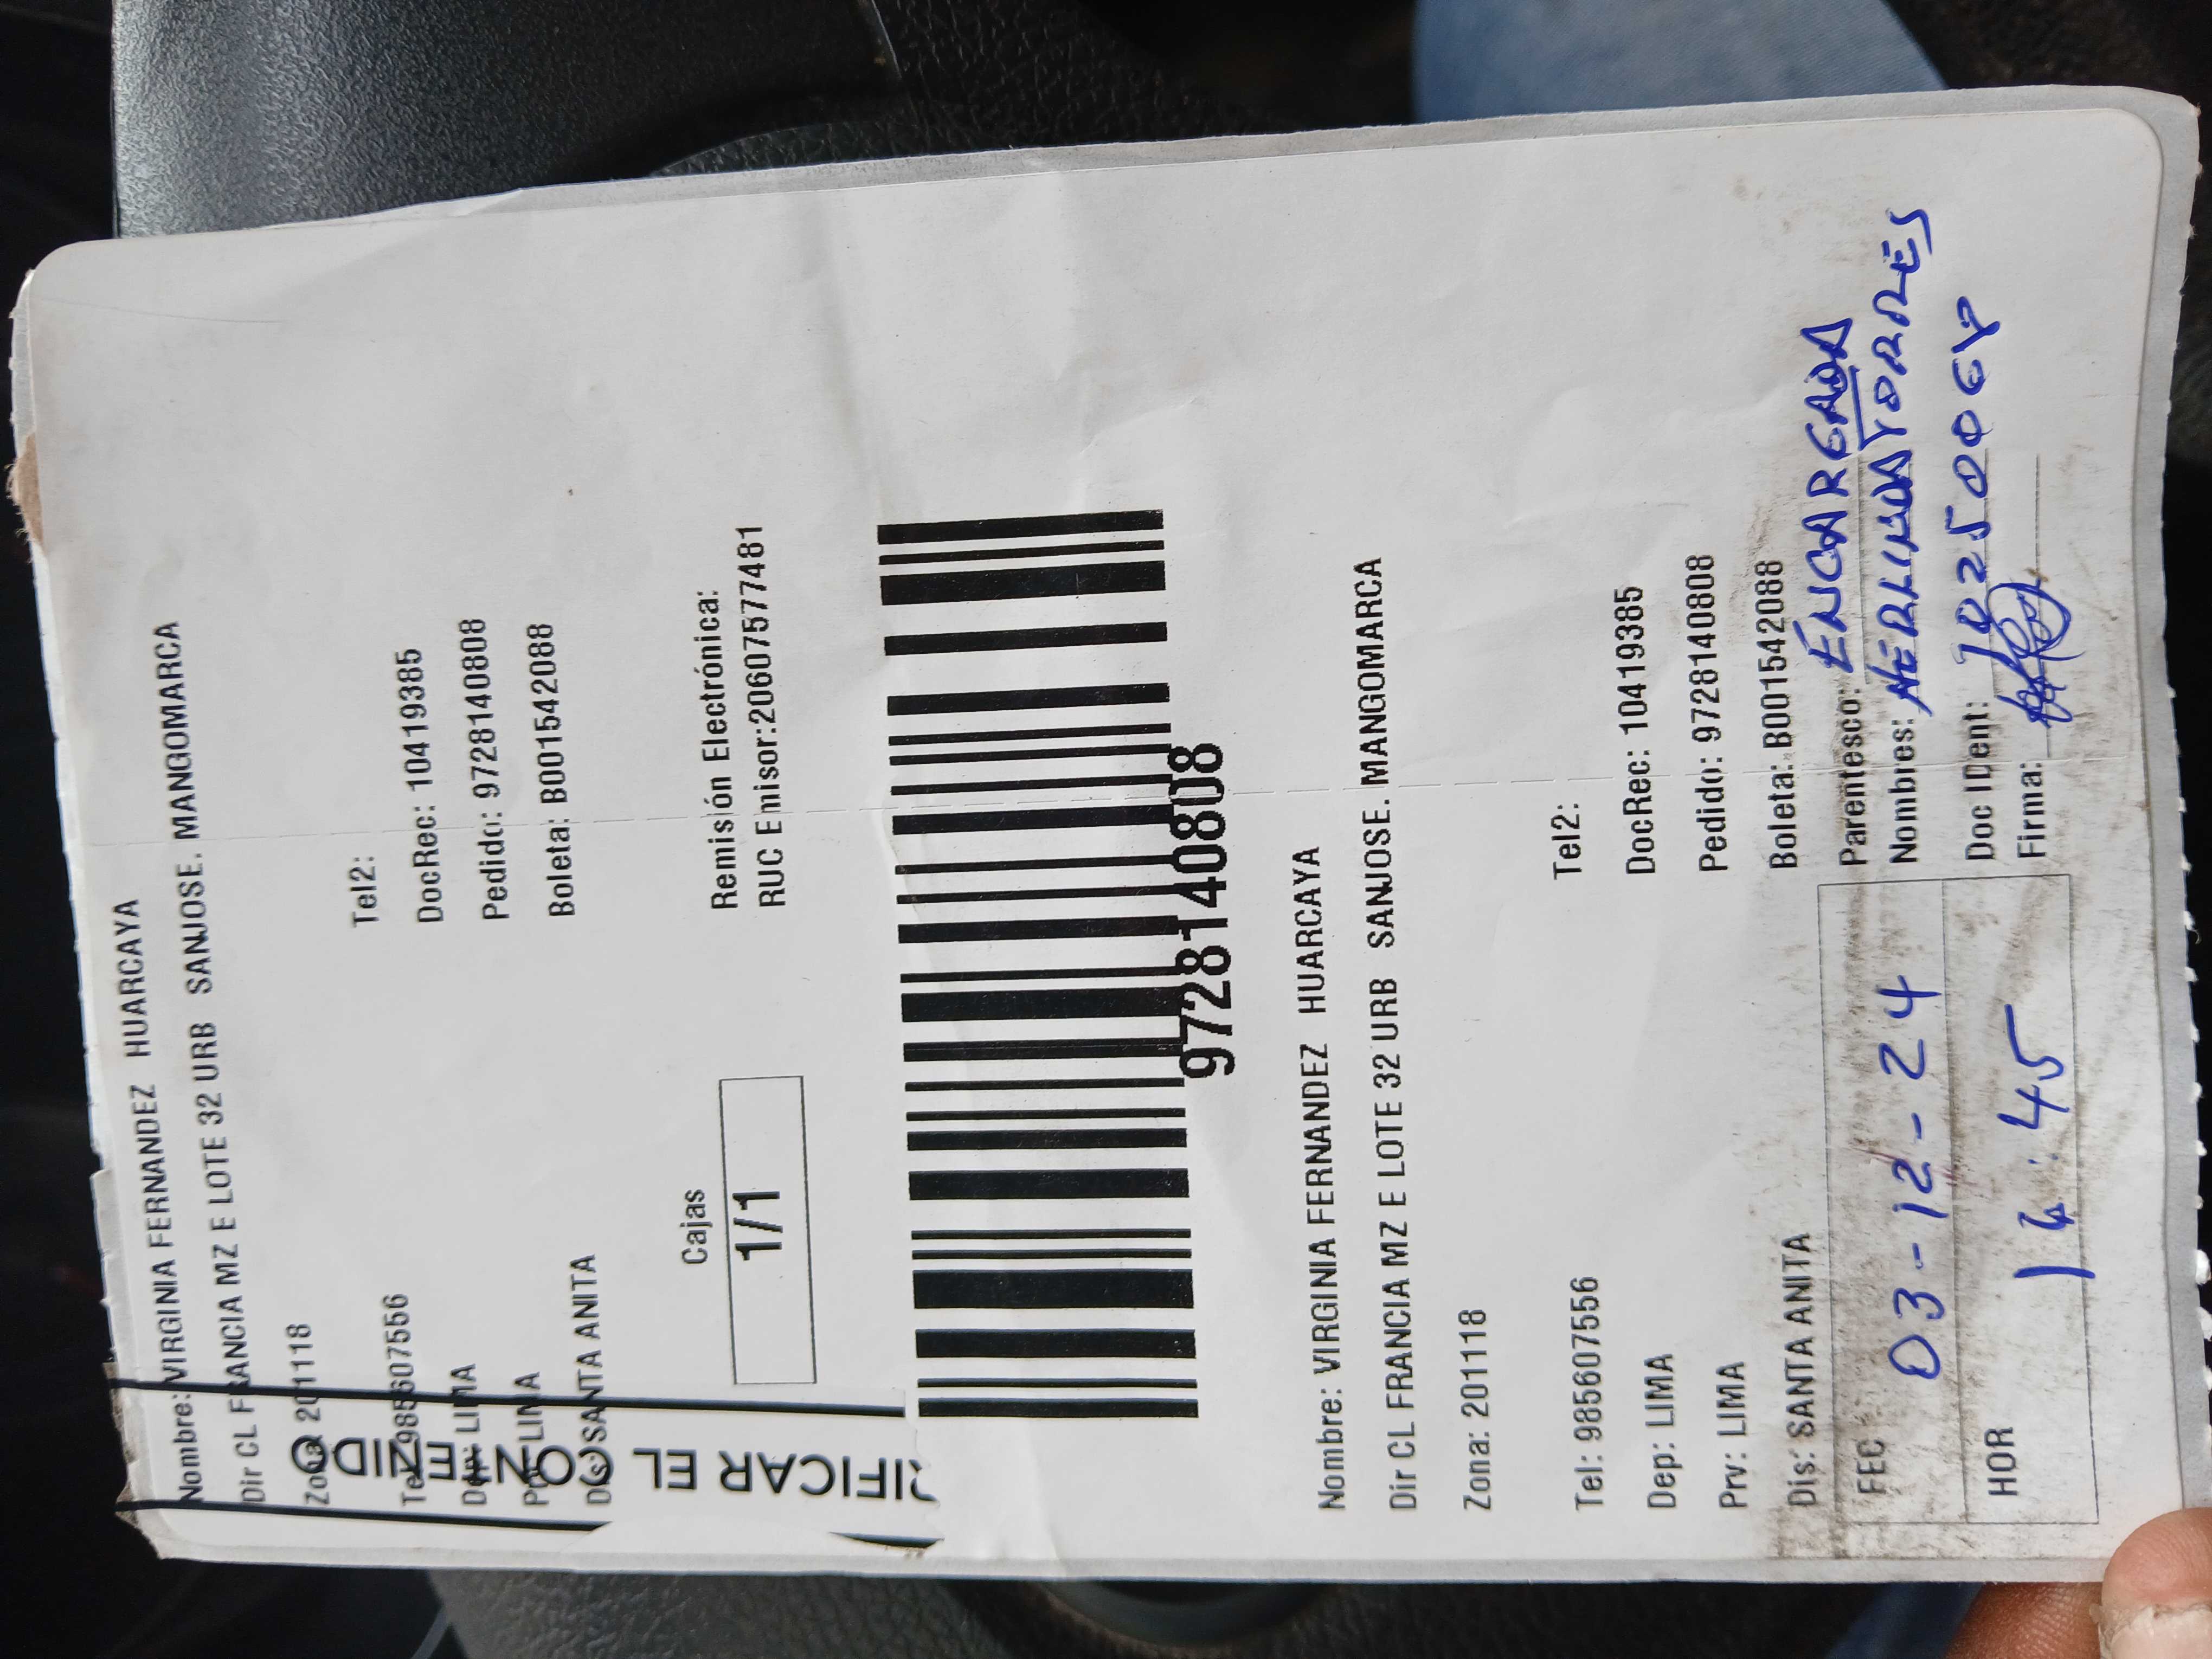 Nombre: VIRGINIA FERNANDEZ HUARCAYA
Dir CL FRANCIA MZ E LOTE 32 URB SANJOSE. MANGOMARCA
Zona: 201118
Tel: 985607556 Tel2:
Dep: LIMA DocRec: 10419385
Prv: LIMA Pedido: 9728140808
Dis: SANTA ANITA Boleta: B001542088
IFICAR EL CONTENIDO
Cajas
1/1
Remisión Electrónica:
RUC Emisor:20607577481
9728140808
Nombre: VIRGINIA FERNANDEZ HUARCAYA
Dir CL FRANCIA MZ E LOTE 32 URB SANJOSE. MANGOMARCA
Zona: 201118
Tel: 985607556 Tel2:
Dep: LIMA DocRec: 10419385
Prv: LIMA Pedido: 9728140808
Dis: SANTA ANITA Boleta: B001542088
FEC 03-12-24
HOR 14:45
Parentesco: ENCARGADA
Nombres: HERLINDA TORRES
Doc IDent:
Firma: